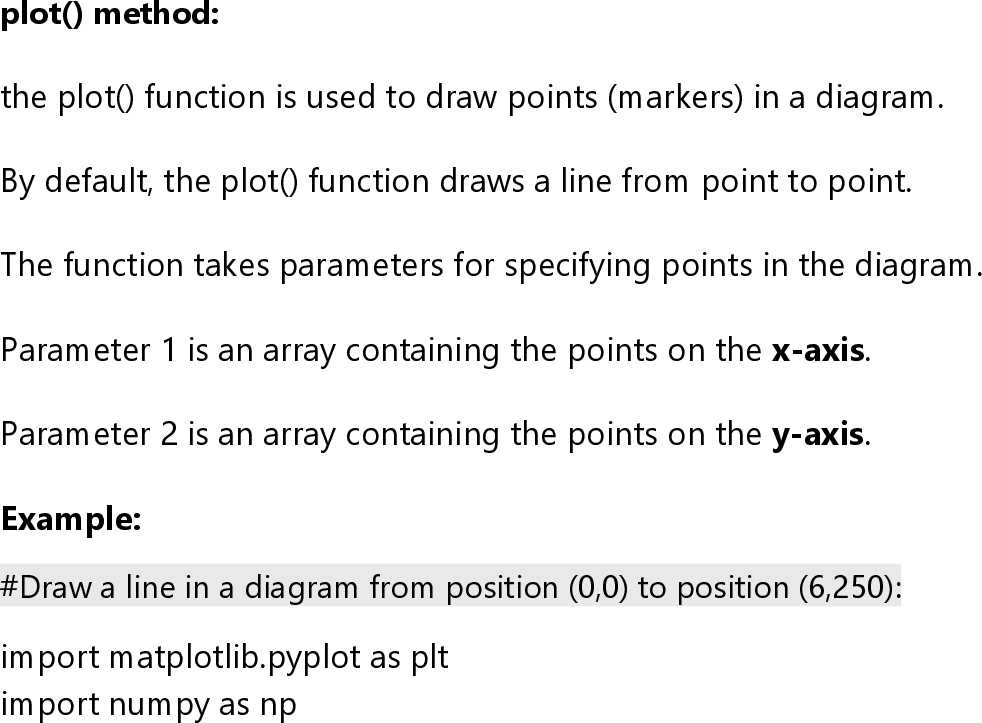 plot() method:
the plot() function is used to draw points (markers) in a diagram.
By default, the plot() function draws a line from point to point.
The function takes parameters for specifying points in the diagram.
Parameter 1 is an array containing the points on the x-axis.
Parameter 2 is an array containing the points on the y-axis.
Example:
#Draw a line in a diagram from position (0,0) to position (6,250):
import matplotlib.pyplot as plt
import numpy as np